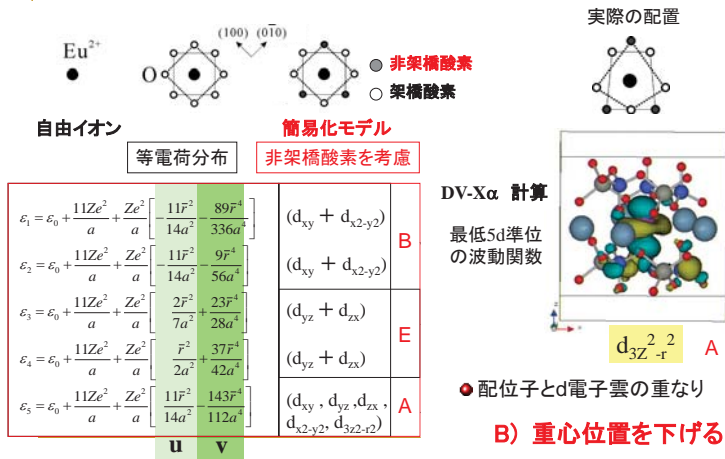 実際の配置
Eu²⁺
O
(100) (01̄0)
非架橋酸素
架橋酸素
自由イオン
簡易化モデル
等電荷分布
非架橋酸素を考慮
ε₁ = ε₀ + 11Ze²/a + Ze²/a [ -11r̄²/14a² - 89r̄⁴/336a⁴ ] (dxy + dx2-y2)
B
ε₂ = ε₀ + 11Ze²/a + Ze²/a [ -11r̄²/14a² - 9r̄⁴/56a⁴ ] (dxy + dx2-y2)
ε₃ = ε₀ + 11Ze²/a + Ze²/a [ 2r̄²/7a² + 23r̄⁴/28a⁴ ] (dyz + dzx)
E
ε₄ = ε₀ + 11Ze²/a + Ze²/a [ r̄²/2a² + 37r̄⁴/42a⁴ ] (dyz + dzx)
ε₅ = ε₀ + 11Ze²/a + Ze²/a [ 11r̄²/14a² - 143r̄⁴/112a⁴ ] (dxy , dyz ,dzx ,
dx2-y2, d3z2-r2)
A
u v
DV-Xα 計算
最低5d準位
の波動関数
d3Z²-r² A
配位子とd電子雲の重なり
B) 重心位置を下げる